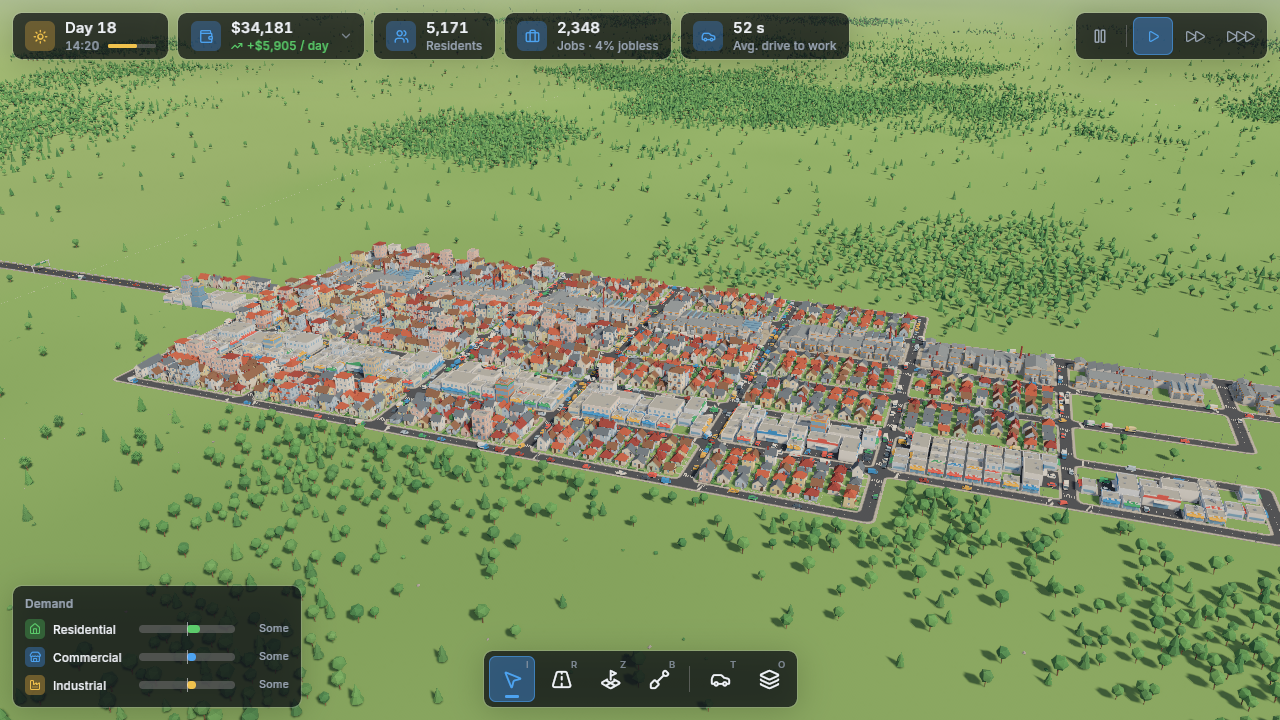 Day 18
14:20
$34,181
+$5,905 / day
5,171
Residents
2,348
Jobs · 4% jobless
52 s
Avg. drive to work
Demand
Residential Some
Commercial Some
Industrial Some
I R Z B T O